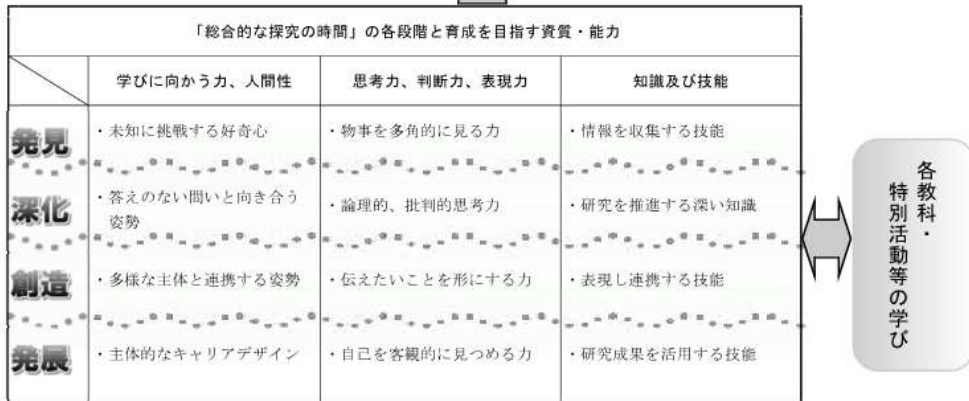 「総合的な探究の時間」の各段階と育成を目指す資質・能力
学びに向かう力、人間性
思考力、判断力、表現力
知識及び技能
発見
・未知に挑戦する好奇心
・物事を多角的に見る力
・情報を収集する技能
深化
・答えのない問いと向き合う
姿勢
・論理的、批判的思考力
・研究を推進する深い知識
創造
・多様な主体と連携する姿勢
・伝えたいことを形にする力
・表現し連携する技能
発展
・主体的なキャリアデザイン
・自己を客観的に見つめる力
・研究成果を活用する技能
各教科・
特別活動等の学び